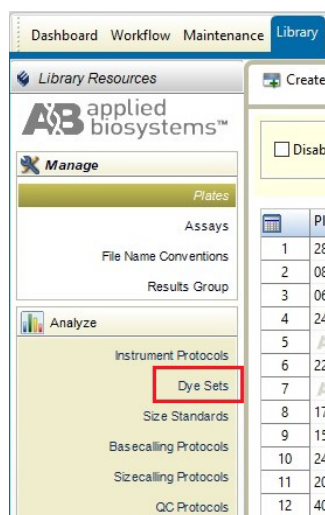 Dashboard Workflow Maintenance Library
Library Resources
Create
applied
biosystems™
Disab
Manage
Plates
Assays
File Name Conventions
Results Group
Analyze
Instrument Protocols
Dye Sets
Size Standards
Basecalling Protocols
Sizecalling Protocols
QC Protocols
Pl
1 28
2 08
3 06
4 24
5
6 22
7
8 17
9 15
10 24
11 20
12 40